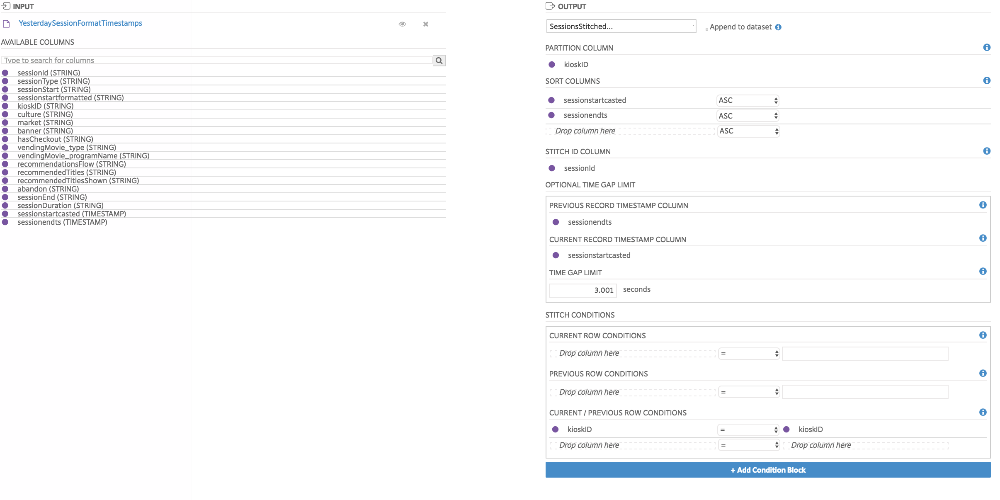 INPUT
YesterdaySessionFormatTimestamps
AVAILABLE COLUMNS
Type to search for columns
sessionId (STRING)
sessionType (STRING)
sessionStart (STRING)
sessionstartformatted (STRING)
kioskID (STRING)
culture (STRING)
market (STRING)
banner (STRING)
hasCheckout (STRING)
vendingMovie_type (STRING)
vendingMovie_programName (STRING)
recommendationsFlow (STRING)
recommendedTitles (STRING)
recommendedTitlesShown (STRING)
abandon (STRING)
sessionEnd (STRING)
sessionDuration (STRING)
sessionstartcasted (TIMESTAMP)
sessionendts (TIMESTAMP)
OUTPUT
SessionsStitched... Append to dataset
PARTITION COLUMN
kioskID
SORT COLUMNS
sessionstartcasted ASC
sessionendts ASC
Drop column here ASC
STITCH ID COLUMN
sessionId
OPTIONAL TIME GAP LIMIT
PREVIOUS RECORD TIMESTAMP COLUMN
sessionendts
CURRENT RECORD TIMESTAMP COLUMN
sessionstartcasted
TIME GAP LIMIT
3.001 seconds
STITCH CONDITIONS
CURRENT ROW CONDITIONS
Drop column here =
PREVIOUS ROW CONDITIONS
Drop column here =
CURRENT / PREVIOUS ROW CONDITIONS
kioskID = kioskID
Drop column here = Drop column here
+ Add Condition Block